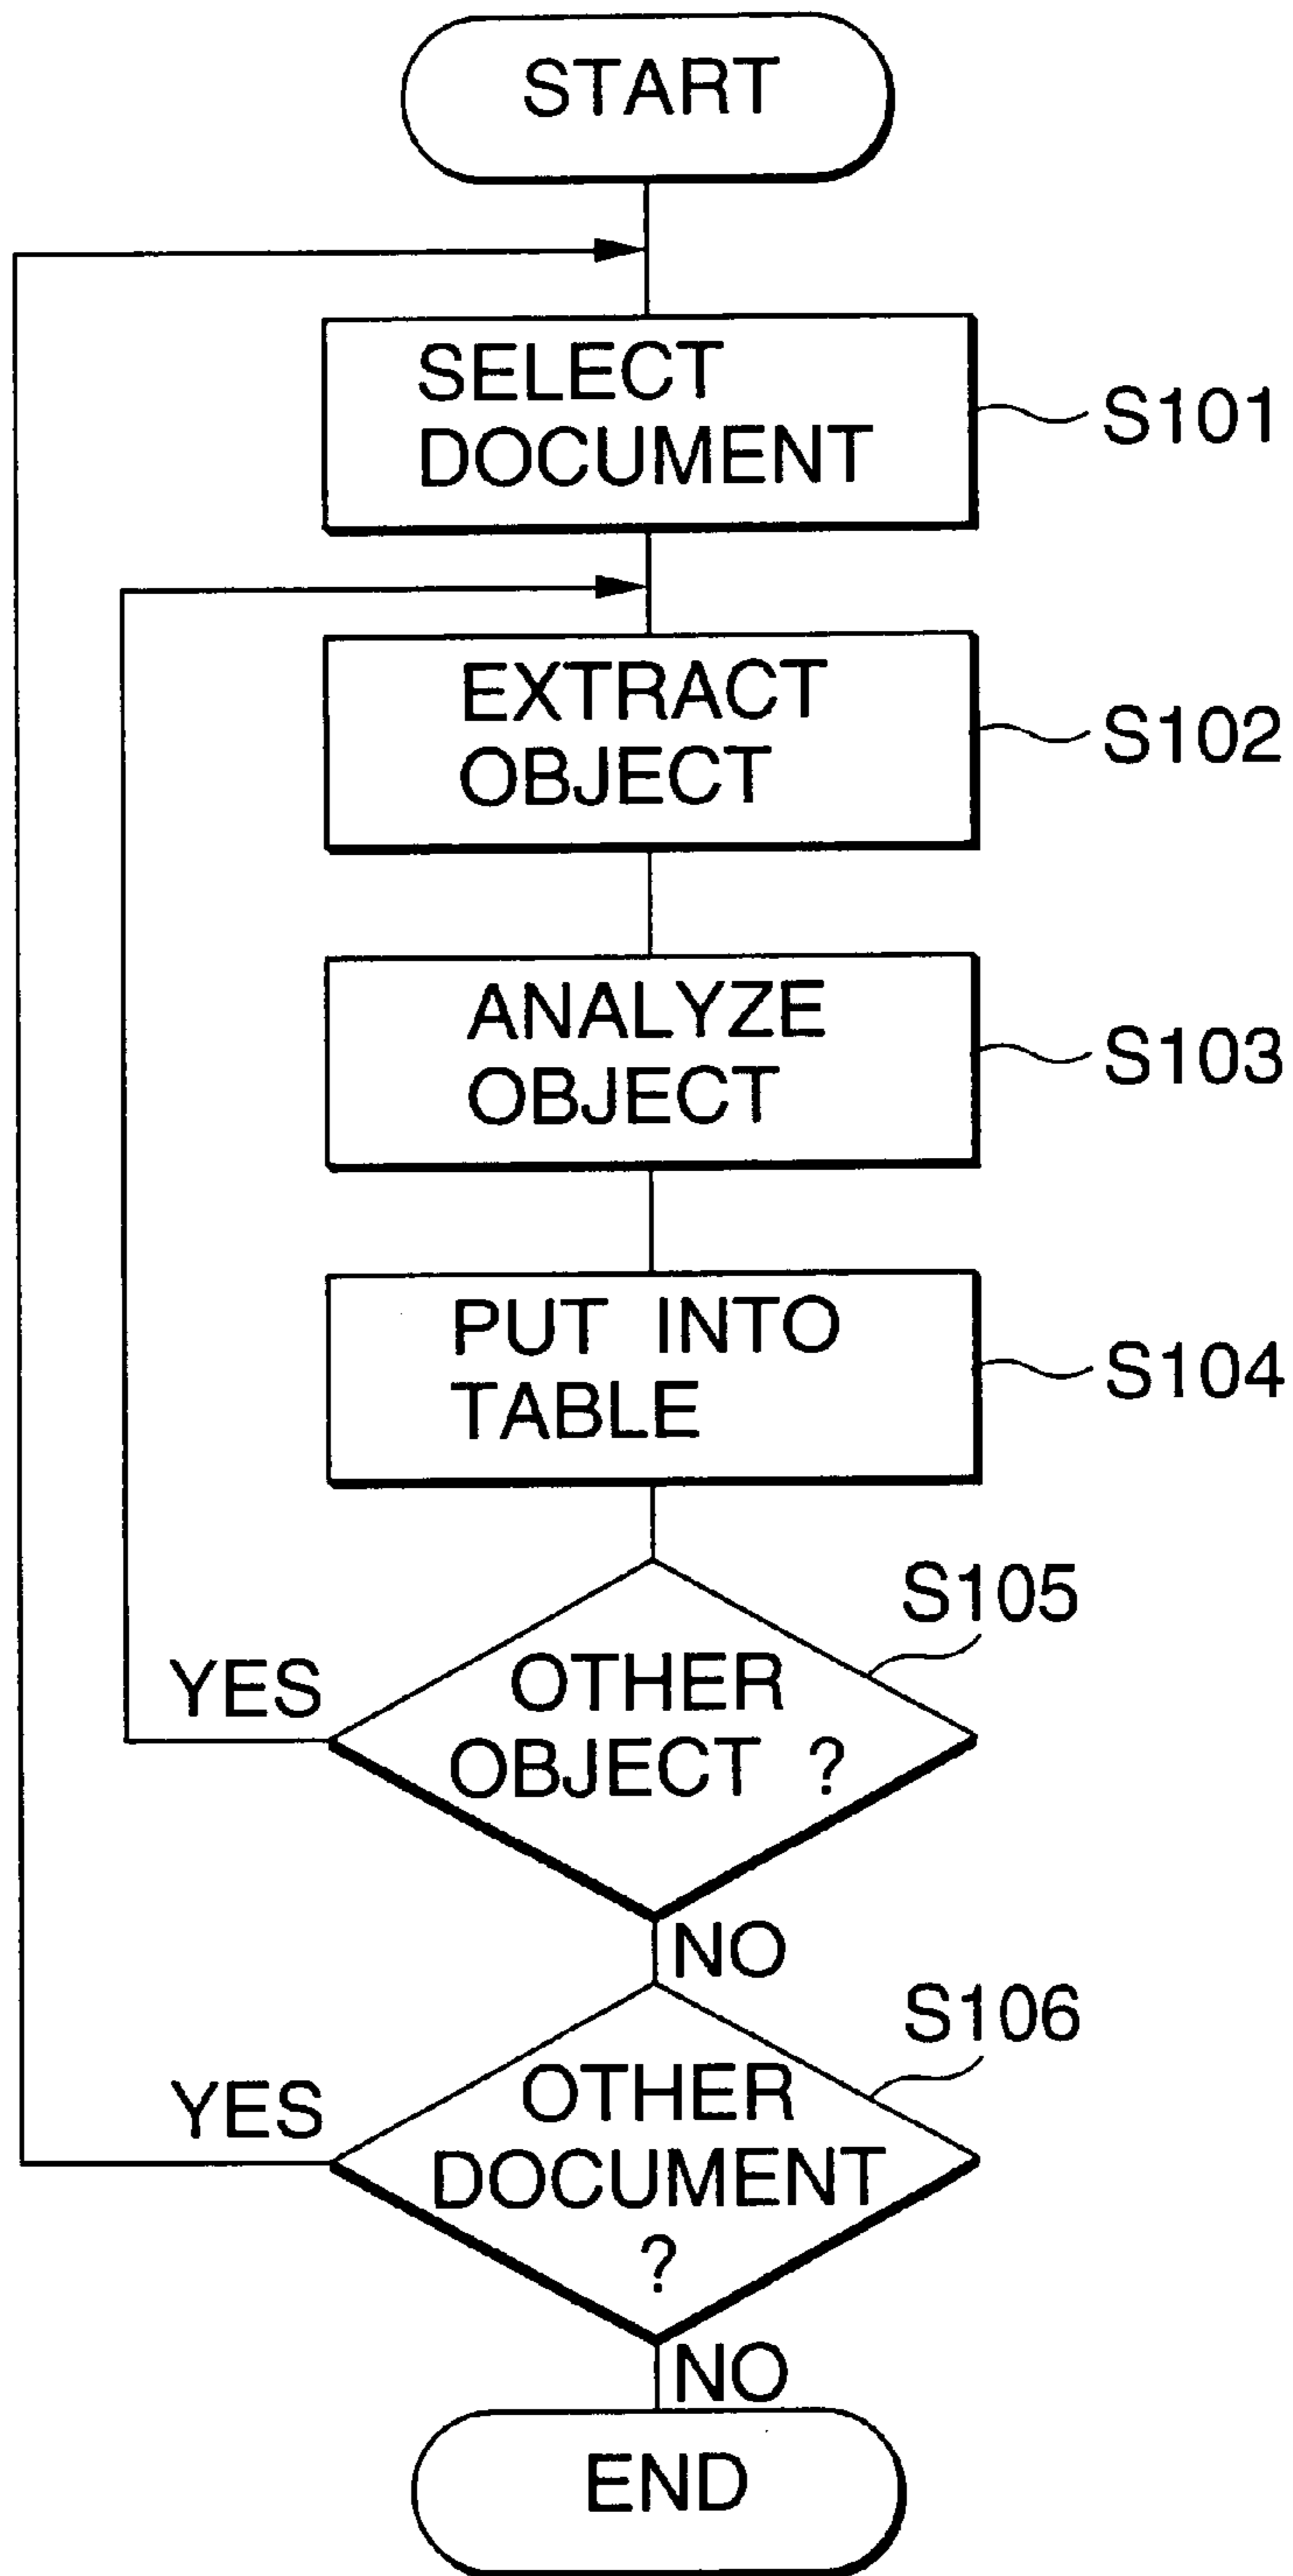 START
SELECT
DOCUMENT
S101
EXTRACT
OBJECT
S102
ANALYZE
OBJECT
S103
PUT INTO
TABLE
S104
S105
YES
OTHER
OBJECT ?
NO
S106
YES
OTHER
DOCUMENT
?
NO
END